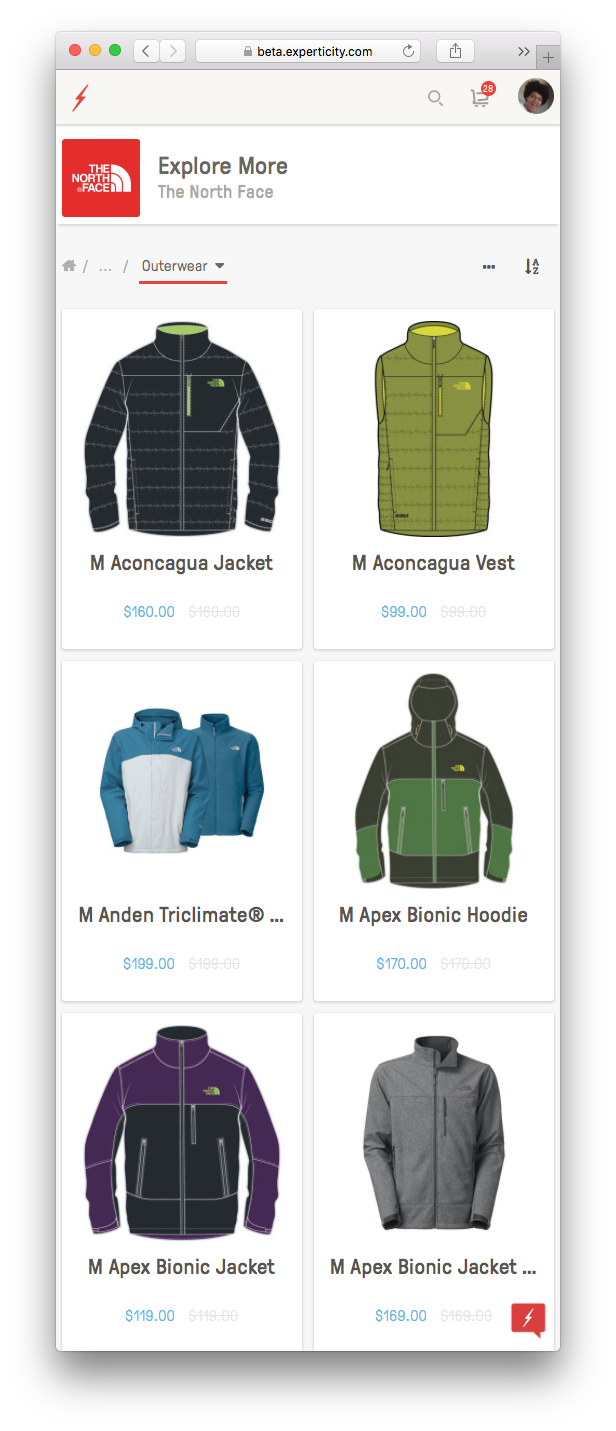 beta.experticity.com
28
THE
NORTH
FACE
Explore More
The North Face
/ ... / Outerwear
A
Z
M Aconcagua Jacket
$160.00 $160.00
M Aconcagua Vest
$99.00 $99.00
M Anden Triclimate® ...
$199.00 $199.00
M Apex Bionic Hoodie
$170.00 $170.00
M Apex Bionic Jacket
$119.00 $119.00
M Apex Bionic Jacket ...
$169.00 $169.00